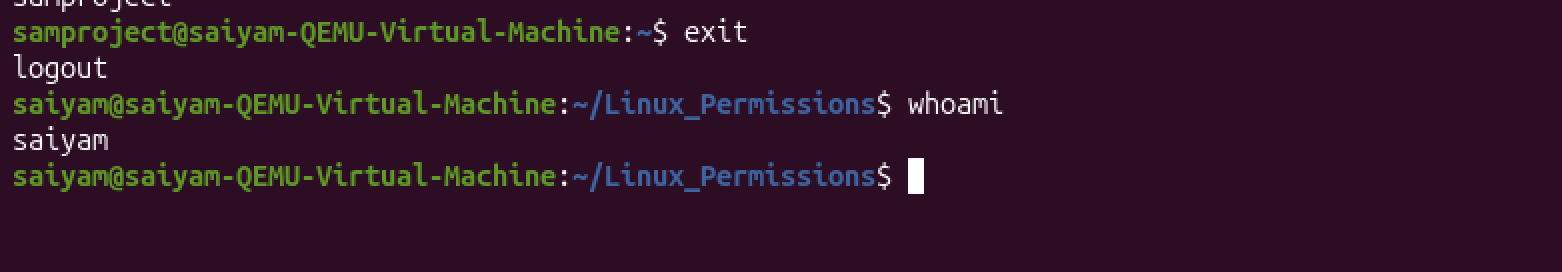 samproject
samproject@saiyam-QEMU-Virtual-Machine:~$ exit
logout
saiyam@saiyam-QEMU-Virtual-Machine:~/Linux_Permissions$ whoami
saiyam
saiyam@saiyam-QEMU-Virtual-Machine:~/Linux_Permissions$